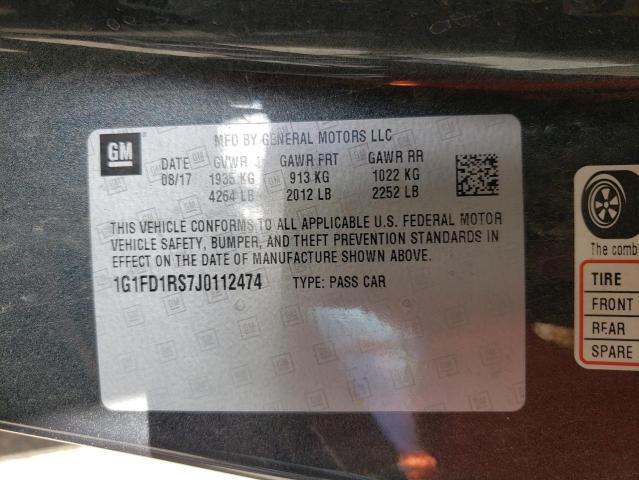 GM
MFD BY GENERAL MOTORS LLC
DATE GVWR GAWR FRT GAWR RR
08/17 1935 KG 913 KG 1022 KG
4264 LB 2012 LB 2252 LB
THIS VEHICLE CONFORMS TO ALL APPLICABLE U.S. FEDERAL MOTOR
VEHICLE SAFETY, BUMPER, AND THEFT PREVENTION STANDARDS IN
EFFECT ON THE DATE OF MANUFACTURE SHOWN ABOVE.
1G1FD1RS7J0112474 TYPE: PASS CAR
The comb
TIRE
FRONT
REAR
SPARE